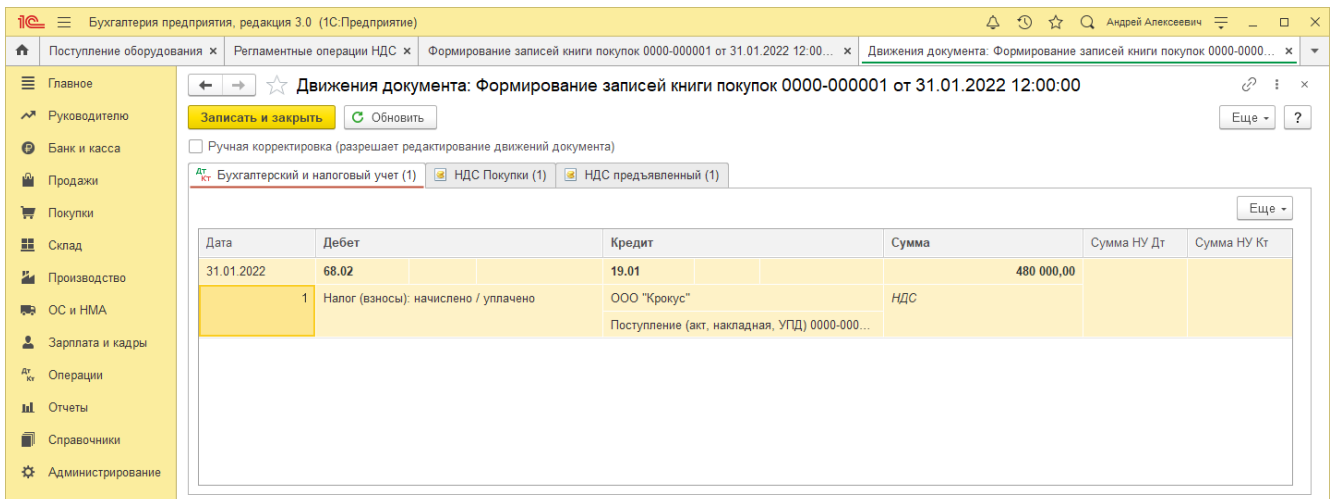 1С Бухгалтерия предприятия, редакция 3.0 (1С:Предприятие) Андрей Алексеевич
Поступление оборудования × Регламентные операции НДС × Формирование записей книги покупок 0000-000001 от 31.01.2022 12:00... × Движения документа: Формирование записей книги покупок 0000-0000... ×
Главное
Руководителю
Банк и касса
Продажи
Покупки
Склад
Производство
ОС и НМА
Зарплата и кадры
Дт Кт Операции
Отчеты
Справочники
Администрирование
Движения документа: Формирование записей книги покупок 0000-000001 от 31.01.2022 12:00:00
Записать и закрыть Обновить Еще ?
Ручная корректировка (разрешает редактирование движений документа)
Дт Кт Бухгалтерский и налоговый учет (1) НДС Покупки (1) НДС предъявленный (1)
Еще
Дата Дебет Кредит Сумма Сумма НУ Дт Сумма НУ Кт
31.01.2022 68.02 19.01 480 000,00
1 Налог (взносы): начислено / уплачено ООО "Крокус" НДС
Поступление (акт, накладная, УПД) 0000-000...